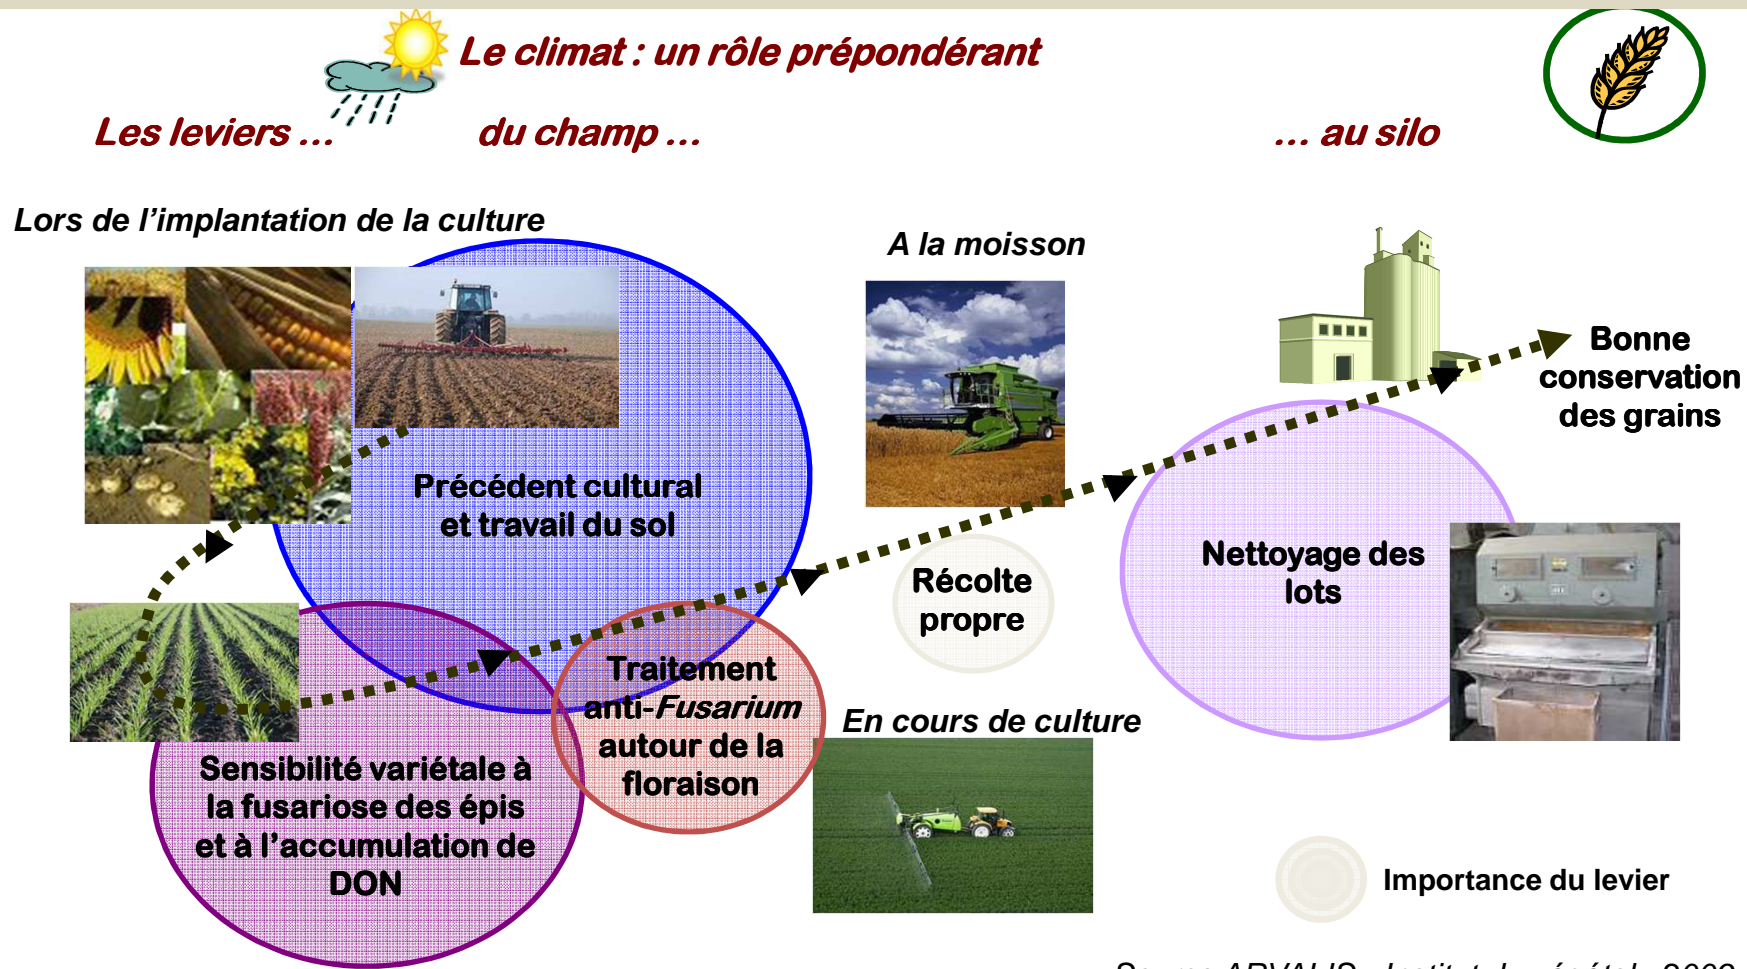 Le climat : un rôle prépondérant
Les leviers ...
du champ ...
... au silo
Lors de l'implantation de la culture
A la moisson
Bonne
conservation
des grains
Précédent cultural
et travail du sol
Nettoyage des
lots
Récolte
propre
Traitement
anti-Fusarium
autour de la
floraison
En cours de culture
Sensibilité variétale à
la fusariose des épis
et à l'accumulation de
DON
Importance du levier
Source ARVALIS